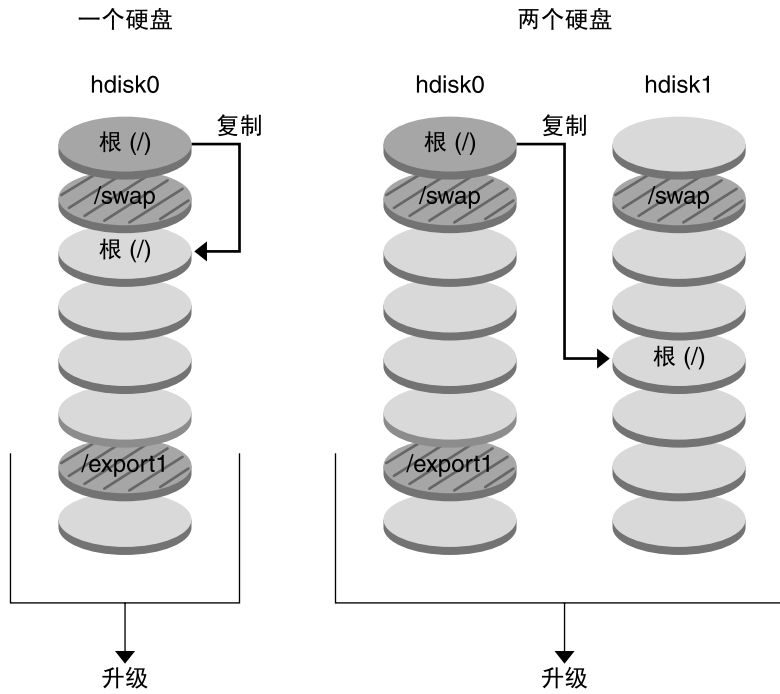 一个硬盘
两个硬盘
hdisk0
hdisk0
hdisk1
根 (/)
复制
根 (/)
复制
/swap
/swap
/swap
根 (/)
根 (/)
/export1
/export1
升级
升级